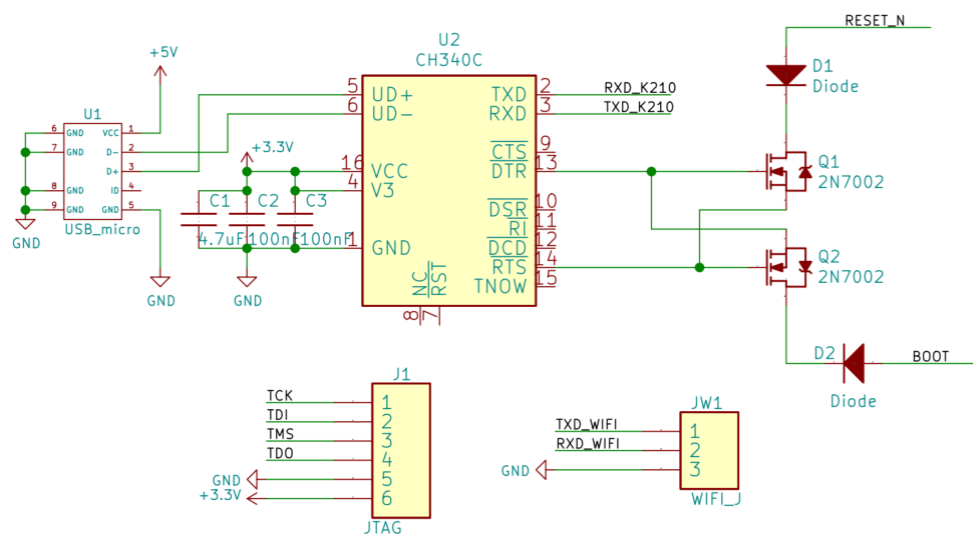 RESET_N
U2
CH340C
+5V
D1
Diode
5
UD+
TXD
2
RXD_K210
6
UD-
RXD
3
TXD_K210
U1
6
GND
VCC
1
7
GND
D-
2
D+
3
8
GND
ID
4
9
GND
GND
5
USB_micro
GND
GND
+3.3V
C1
C2
C3
4.7uF
100nF
100nF
GND
16
VCC
4
V3
1
GND
CTS
9
DTR
13
DSR
10
RI
11
DCD
12
RTS
14
TNOW
15
NC
RST
8
7
Q1
2N7002
Q2
2N7002
D2
Diode
BOOT
J1
TCK
1
TDI
2
TMS
3
TDO
4
GND
5
+3.3V
6
JTAG
JW1
TXD_WIFI
1
RXD_WIFI
2
GND
3
WIFI_J